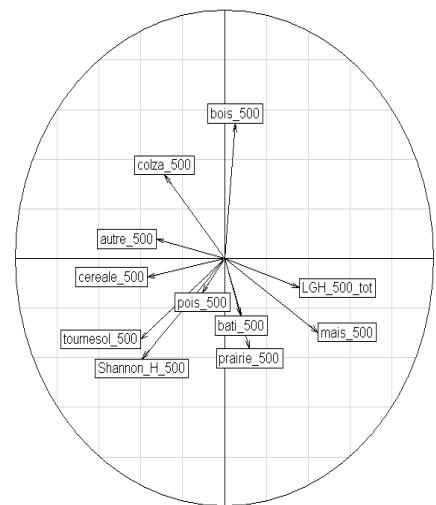 bois_500
colza_500
autre_500
cereale_500
LGH_500_tot
pois_500
bati_500
mais_500
tournesol_500
prairie_500
Shannon_H_500